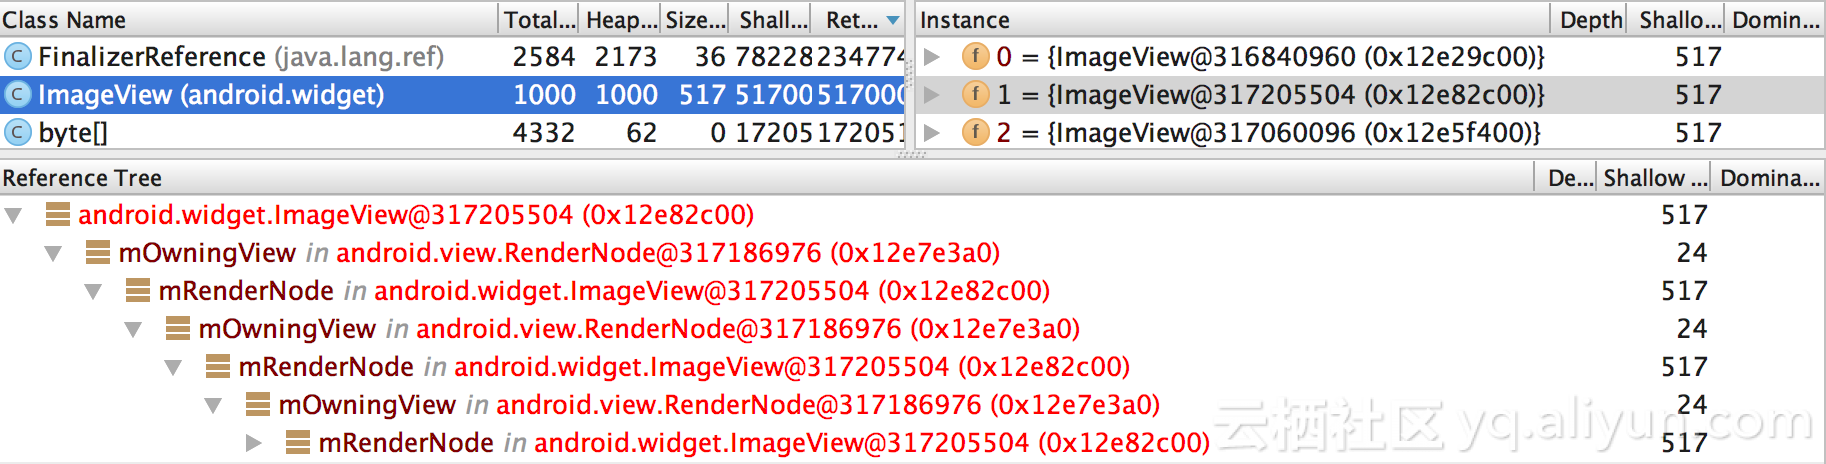 Class Name Total... Heap... Size... Shall... Ret...
FinalizerReference (java.lang.ref) 2584 2173 36 78228 234774
ImageView (android.widget) 1000 1000 517 51700 517000
byte[] 4332 62 0 17205 172051
Instance Depth Shallo... Domin...
0 = {ImageView@316840960 (0x12e29c00)} 517
1 = {ImageView@317205504 (0x12e82c00)} 517
2 = {ImageView@317060096 (0x12e5f400)} 517
Reference Tree De... Shallow ... Domina...
android.widget.ImageView@317205504 (0x12e82c00) 517
mOwningView in android.view.RenderNode@317186976 (0x12e7e3a0) 24
mRenderNode in android.widget.ImageView@317205504 (0x12e82c00) 517
mOwningView in android.view.RenderNode@317186976 (0x12e7e3a0) 24
mRenderNode in android.widget.ImageView@317205504 (0x12e82c00) 517
mOwningView in android.view.RenderNode@317186976 (0x12e7e3a0) 24
mRenderNode in android.widget.ImageView@317205504 (0x12e82c00) 517
云栖社区 yq.aliyun.com